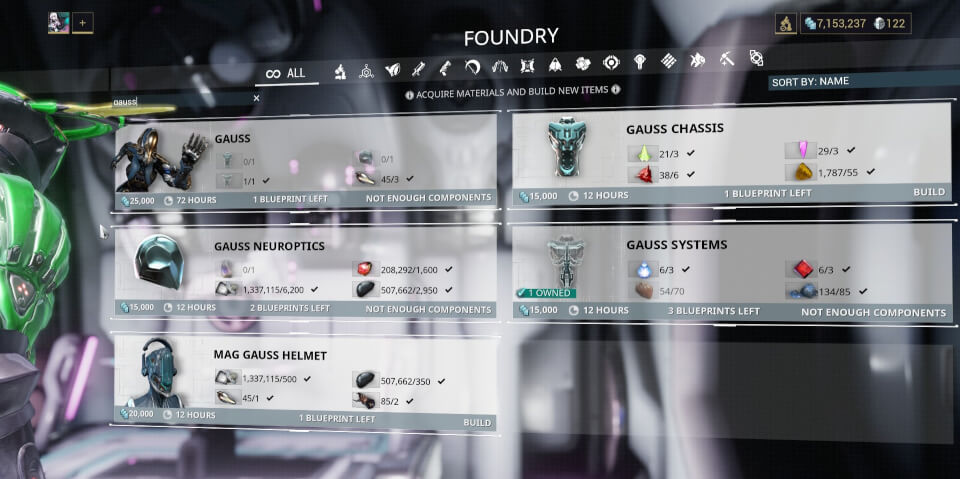 +
7,153,237 122
FOUNDRY
∞ ALL
SORT BY: NAME
gauss
×
ACQUIRE MATERIALS AND BUILD NEW ITEMS
GAUSS
0/1 0/1
1/1 ✓ 45/3 ✓
25,000 72 HOURS 1 BLUEPRINT LEFT NOT ENOUGH COMPONENTS
GAUSS CHASSIS
21/3 ✓ 29/3 ✓
38/6 ✓ 1,787/55 ✓
15,000 12 HOURS 1 BLUEPRINT LEFT BUILD
GAUSS NEUROPTICS
0/1 208,292/1,600 ✓
1,337,115/6,200 ✓ 507,662/2,950 ✓
15,000 12 HOURS 2 BLUEPRINTS LEFT NOT ENOUGH COMPONENTS
GAUSS SYSTEMS
6/3 ✓ 6/3 ✓
54/70 134/85 ✓
✓ 1 OWNED
15,000 12 HOURS 3 BLUEPRINTS LEFT NOT ENOUGH COMPONENTS
MAG GAUSS HELMET
1,337,115/500 ✓ 507,662/350 ✓
45/1 ✓ 85/2 ✓
20,000 12 HOURS 1 BLUEPRINT LEFT BUILD